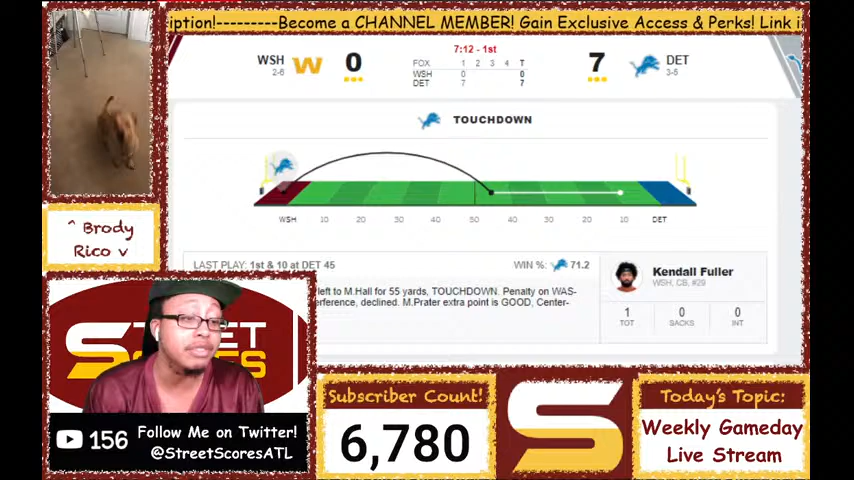 iption!---------Become a CHANNEL MEMBER! Gain Exclusive Access & Perks! Link i
WSH
2-6
W
0
7:12 - 1st
FOX 1 2 3 4 T
WSH 0 0
DET 7 7
7
DET
3-5
TOUCHDOWN
WSH 10 20 30 40 50 40 30 20 10 DET
^ Brody
Rico v
LAST PLAY: 1st & 10 at DET 45
WIN %: 71.2
left to M.Hall for 55 yards, TOUCHDOWN. Penalty on WAS-
erference, declined. M.Prater extra point is GOOD, Center-
Kendall Fuller
WSH, CB, #29
1 0 0
TOT SACKS INT
STREET
SCORES
156
Follow Me on Twitter!
@StreetScoresATL
Subscriber Count!
6,780
S
Today's Topic:
Weekly Gameday
Live Stream